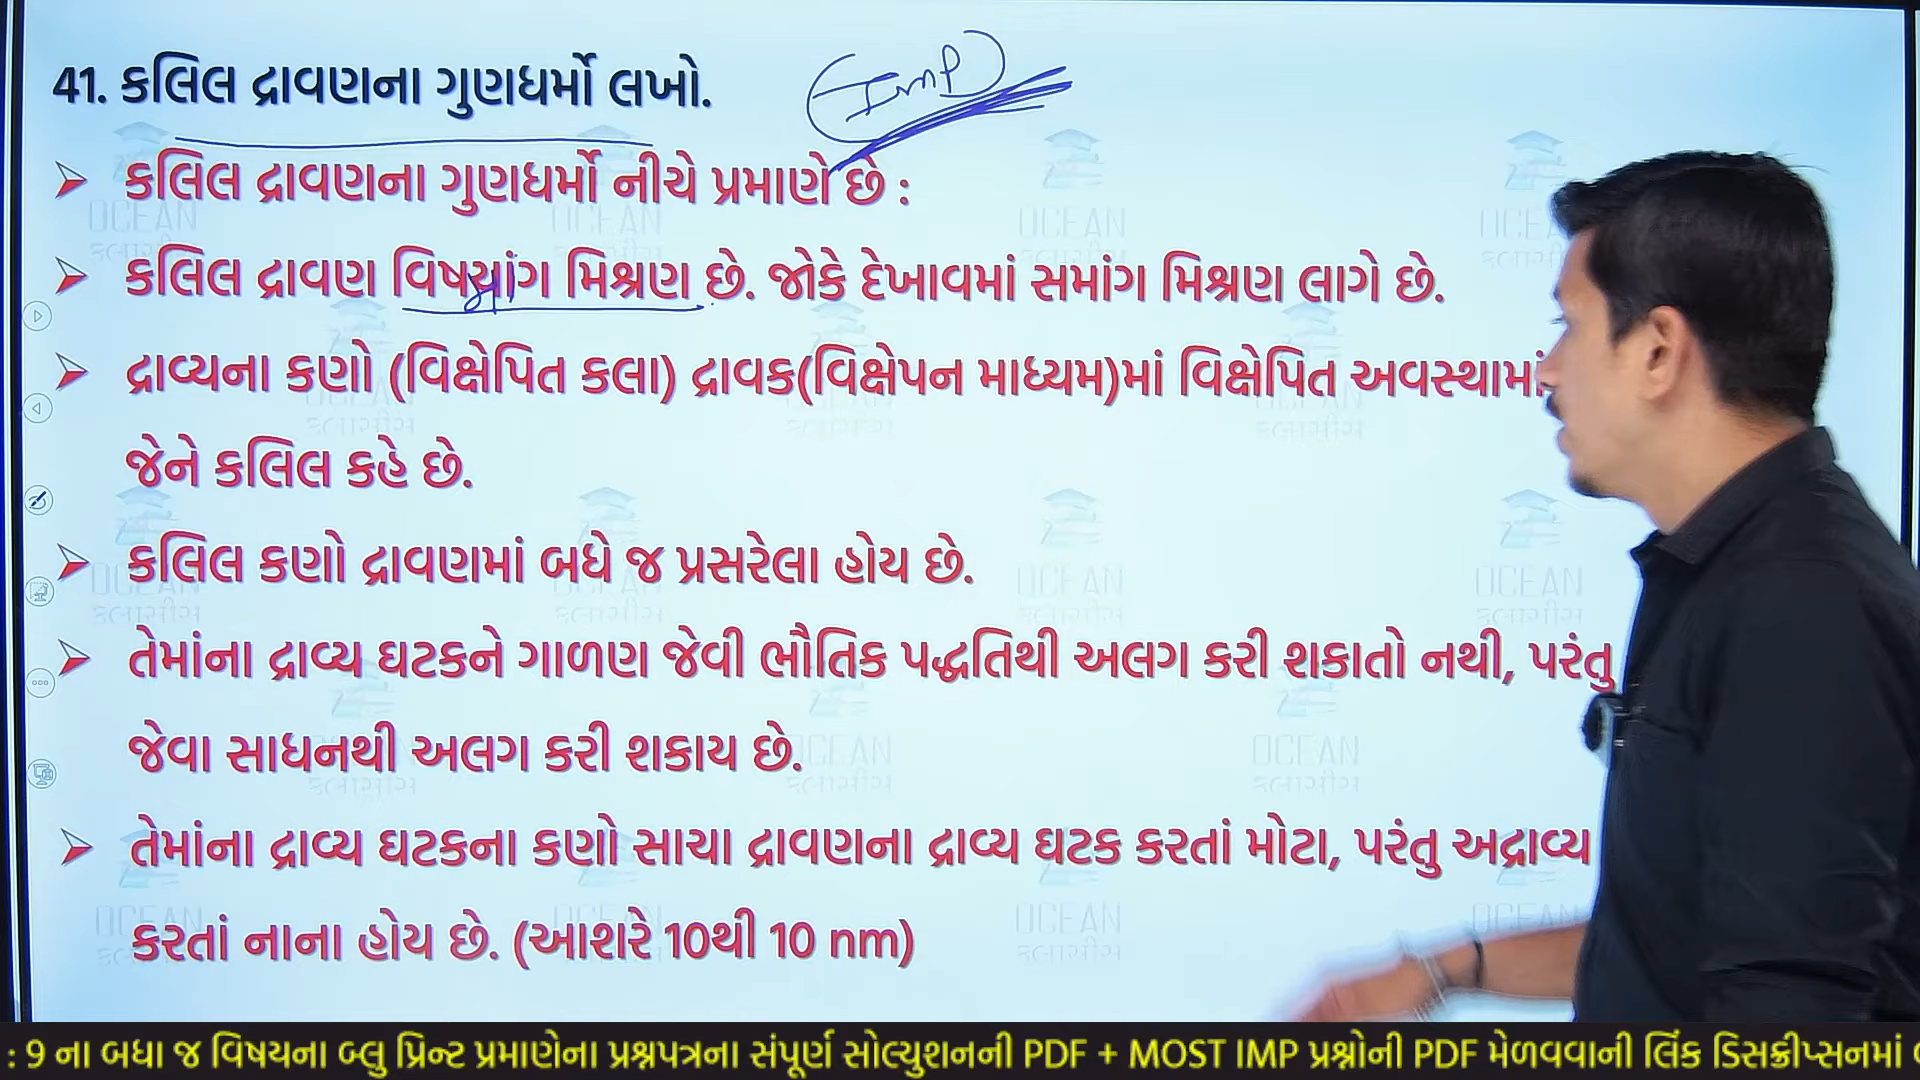 41. કલિલ દ્રાવણના ગુણધર્મો લખો.
Imp
કલિલ દ્રાવણના ગુણધર્મો નીચે પ્રમાણે છે :
કલિલ દ્રાવણ વિષમાંગ મિશ્રણ છે. જોકે દેખાવમાં સમાંગ મિશ્રણ લાગે છે.
દ્રાવ્યના કણો (વિક્ષેપિત કલા) દ્રાવક(વિક્ષેપન માધ્યમ)માં વિક્ષેપિત અવસ્થામાં
જેને કલિલ કહે છે.
કલિલ કણો દ્રાવણમાં બધે જ પ્રસરેલા હોય છે.
તેમાંના દ્રાવ્ય ઘટકને ગાળણ જેવી ભૌતિક પદ્ધતિથી અલગ કરી શકાતો નથી, પરંતુ
જેવા સાધનથી અલગ કરી શકાય છે.
તેમાંના દ્રાવ્ય ઘટકના કણો સાચા દ્રાવણના દ્રાવ્ય ઘટક કરતાં મોટા, પરંતુ અદ્રાવ્ય
કરતાં નાના હોય છે. (આશરે 10થી 10 nm)
OCEAN
ક્લાસીસ
: 9 ના બધા જ વિષયના બ્લુ પ્રિન્ટ પ્રમાણેના પ્રશ્નપત્રના સંપૂર્ણ સોલ્યુશનની PDF + MOST IMP પ્રશ્નોની PDF મેળવવાની લિંક ડિસક્રીપ્સનમાં